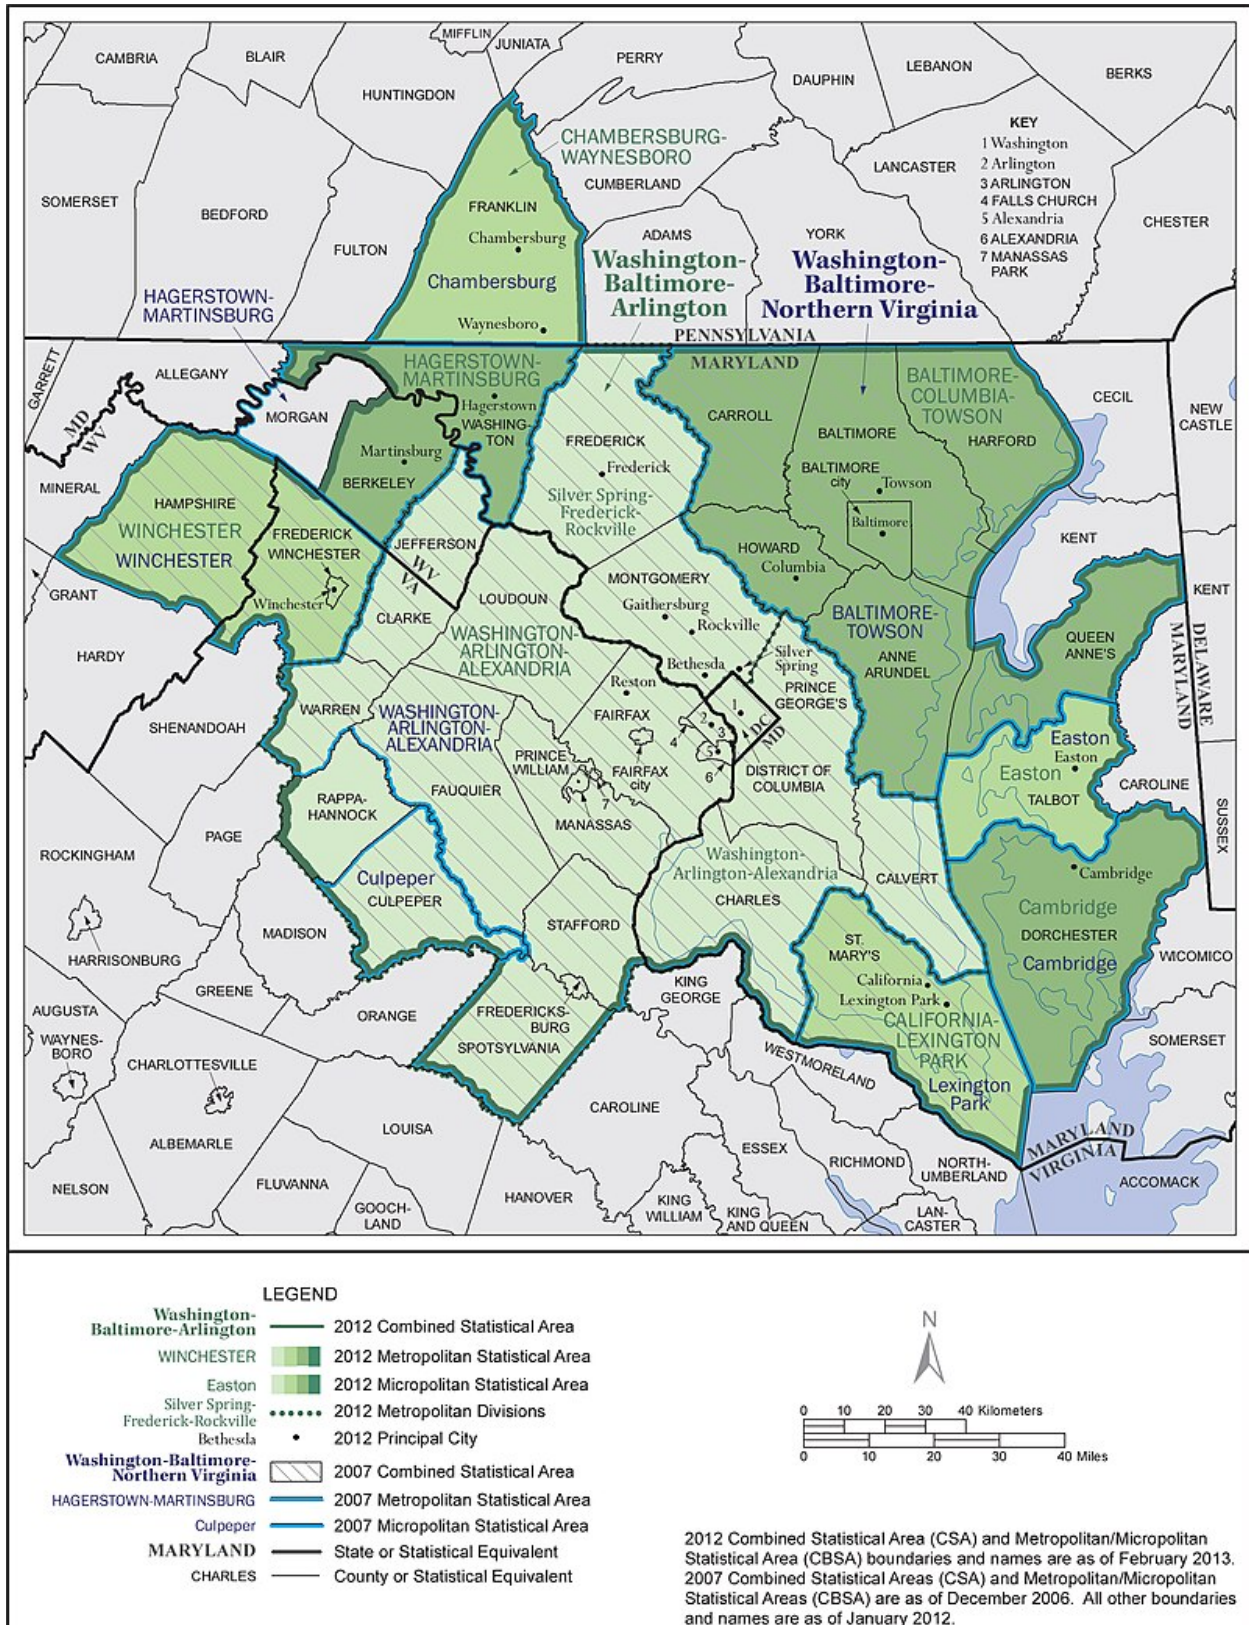 MIFFLIN
JUNIATA
CAMBRIA
BLAIR
PERRY
LEBANON
BERKS
DAUPHIN
HUNTINGDON
KEY
1 Washington
2 Arlington
3 ARLINGTON
4 FALLS CHURCH
5 Alexandria
6 ALEXANDRIA
7 MANASSAS
PARK
CHAMBERSBURG-
WAYNESBORO
LANCASTER
CUMBERLAND
SOMERSET
BEDFORD
FRANKLIN
CHESTER
Chambersburg
FULTON
ADAMS
YORK
Washington-
Baltimore-
Arlington
Washington-
Baltimore-
Northern Virginia
Chambersburg
HAGERSTOWN-
MARTINSBURG
Waynesboro
PENNSYLVANIA
MARYLAND
GARRETT
ALLEGANY
HAGERSTOWN-
MARTINSBURG
BALTIMORE-
COLUMBIA-
TOWSON
CECIL
NEW
CASTLE
MORGAN
Hagerstown
WASHING-
TON
CARROLL
MD
WV
BALTIMORE
HARFORD
FREDERICK
Frederick
Martinsburg
BERKELEY
BALTIMORE
city
Towson
MINERAL
HAMPSHIRE
WINCHESTER
WINCHESTER
Silver Spring-
Frederick-
Rockville
Baltimore
FREDERICK
WINCHESTER
JEFFERSON
WV
VA
HOWARD
Columbia
KENT
MONTGOMERY
GRANT
Winchester
LOUDOUN
Gaithersburg
Rockville
KENT
CLARKE
BALTIMORE-
TOWSON
WASHINGTON-
ARLINGTON-
ALEXANDRIA
HARDY
QUEEN
ANNE'S
DELAWARE
MARYLAND
Bethesda
Silver
Spring
ANNE
ARUNDEL
Reston
PRINCE
GEORGE'S
WARREN
WASHINGTON-
ARLINGTON-
ALEXANDRIA
FAIRFAX
1
2
3
4
5
6
DC
MD
SHENANDOAH
Easton
Easton
PRINCE
WILLIAM
FAIRFAX
city
DISTRICT OF
COLUMBIA
Easton
TALBOT
CAROLINE
RAPPA-
HANNOCK
FAUQUIER
7
MANASSAS
SUSSEX
PAGE
ROCKINGHAM
Washington-
Arlington-Alexandria
Culpeper
CULPEPER
CALVERT
Cambridge
CHARLES
Cambridge
DORCHESTER
Cambridge
STAFFORD
MADISON
ST.
MARY'S
HARRISONBURG
WICOMICO
KING
GEORGE
California
Lexington Park
GREENE
AUGUSTA
ORANGE
FREDERICKS-
BURG
SPOTSYLVANIA
CALIFORNIA-
LEXINGTON
PARK
WAYNES-
BORO
SOMERSET
CHARLOTTESVILLE
WESTMORELAND
Lexington
Park
CAROLINE
LOUISA
ALBEMARLE
ESSEX
MARYLAND
VIRGINIA
RICHMOND
NORTH-
UMBERLAND
ACCOMACK
NELSON
FLUVANNA
GOOCH-
LAND
HANOVER
KING
WILLIAM
KING
AND QUEEN
LAN-
CASTER
LEGEND
Washington-
Baltimore-Arlington
2012 Combined Statistical Area
WINCHESTER
2012 Metropolitan Statistical Area
Easton
2012 Micropolitan Statistical Area
Silver Spring-
Frederick-Rockville
2012 Metropolitan Divisions
Bethesda
2012 Principal City
Washington-Baltimore-
Northern Virginia
2007 Combined Statistical Area
HAGERSTOWN-MARTINSBURG
2007 Metropolitan Statistical Area
Culpeper
2007 Micropolitan Statistical Area
MARYLAND
State or Statistical Equivalent
CHARLES
County or Statistical Equivalent
N
0 10 20 30 40 Kilometers
0 10 20 30 40 Miles
2012 Combined Statistical Area (CSA) and Metropolitan/Micropolitan
Statistical Area (CBSA) boundaries and names are as of February 2013.
2007 Combined Statistical Areas (CSA) and Metropolitan/Micropolitan
Statistical Areas (CBSA) are as of December 2006. All other boundaries
and names are as of January 2012.